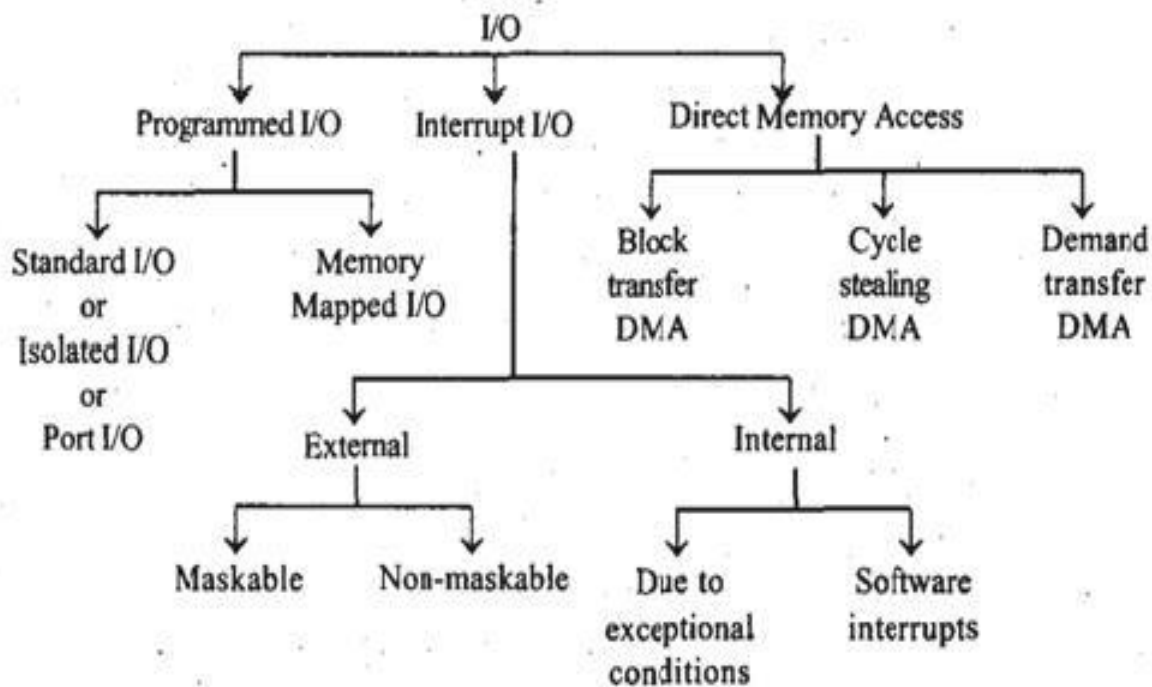 I/O
Programmed I/O
Interrupt I/O
Direct Memory Access
Standard I/O
or
Isolated I/O
or
Port I/O
Memory
Mapped I/O
Block
transfer
DMA
Cycle
stealing
DMA
Demand
transfer
DMA
External
Internal
Maskable
Non-maskable
Due to
exceptional
conditions
Software
interrupts